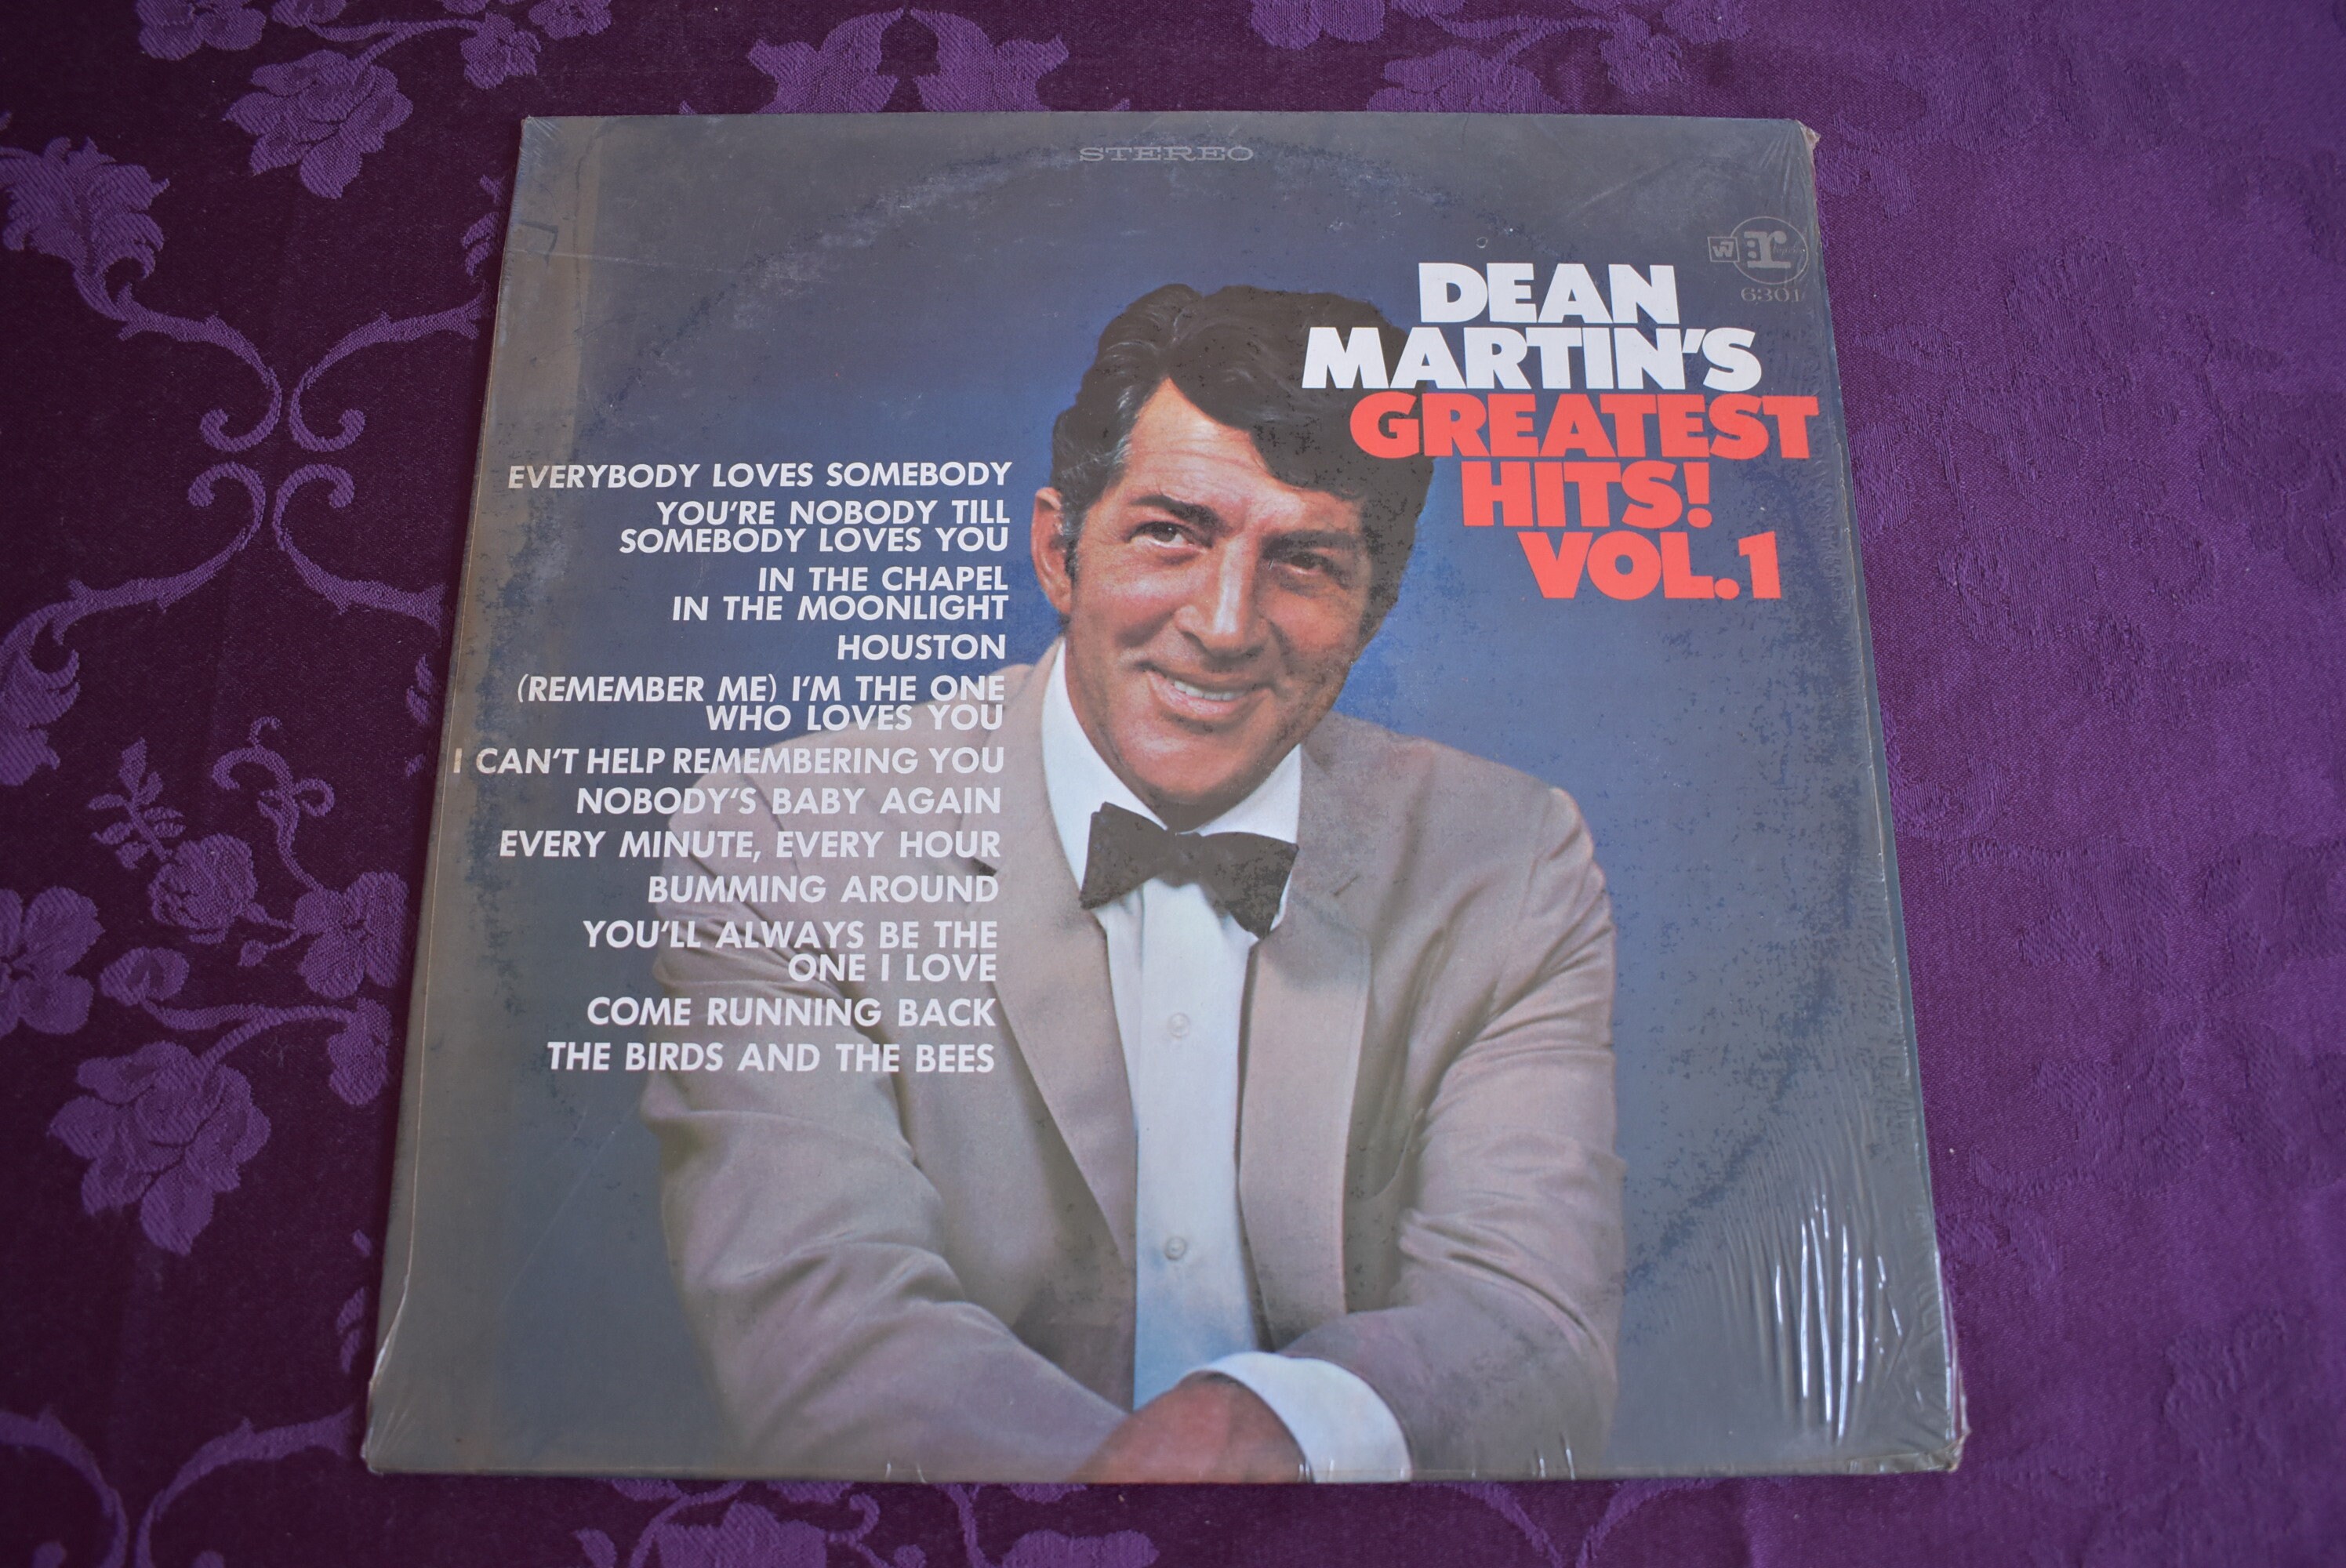 STEREO
W7
r
6301
DEAN
MARTIN'S
GREATEST
HITS!
VOL.1
EVERYBODY LOVES SOMEBODY
YOU'RE NOBODY TILL
SOMEBODY LOVES YOU
IN THE CHAPEL
IN THE MOONLIGHT
HOUSTON
(REMEMBER ME) I'M THE ONE
WHO LOVES YOU
I CAN'T HELP REMEMBERING YOU
NOBODY'S BABY AGAIN
EVERY MINUTE, EVERY HOUR
BUMMING AROUND
YOU'LL ALWAYS BE THE
ONE I LOVE
COME RUNNING BACK
THE BIRDS AND THE BEES